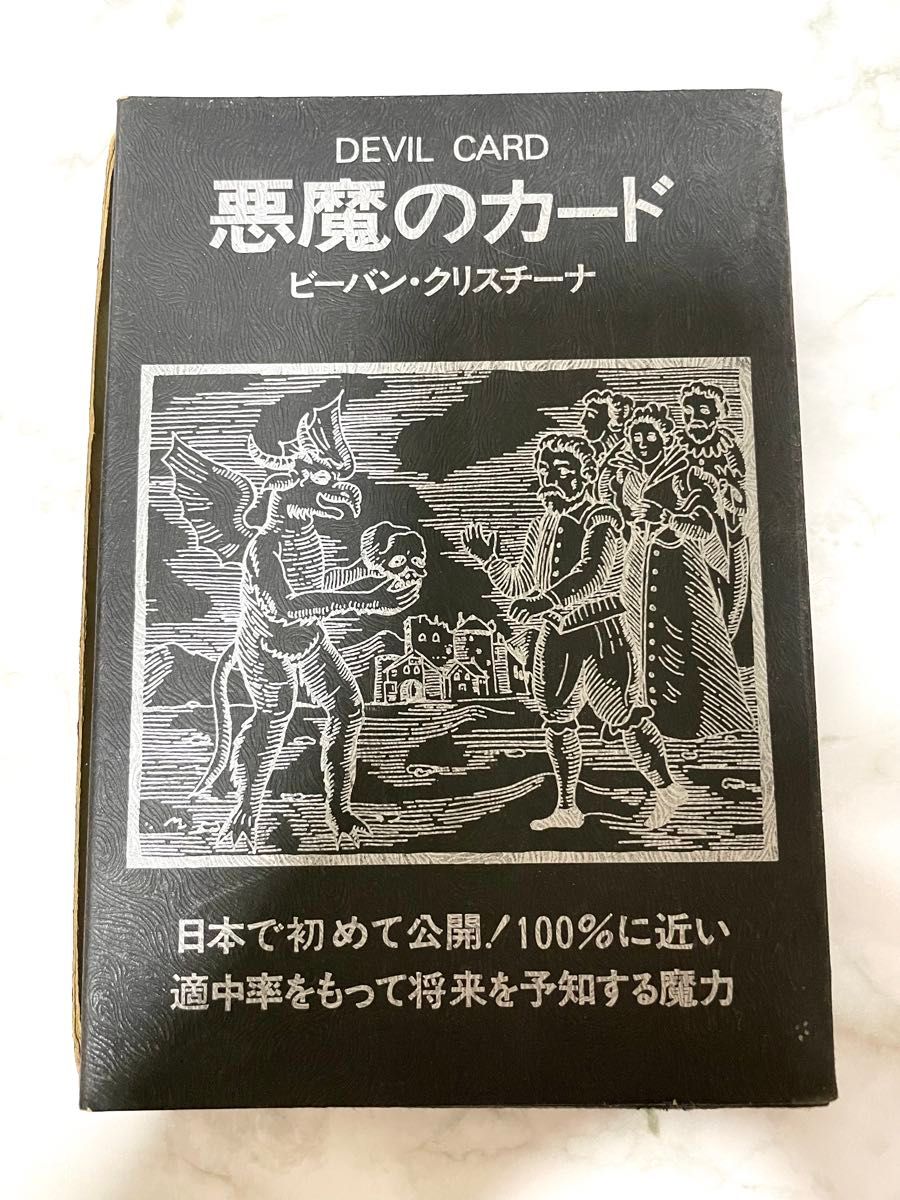 DEVIL CARD
悪魔のカード
ビーバン・クリスチーナ
日本で初めて公開!100%に近い
適中率をもって将来を予知する魔力